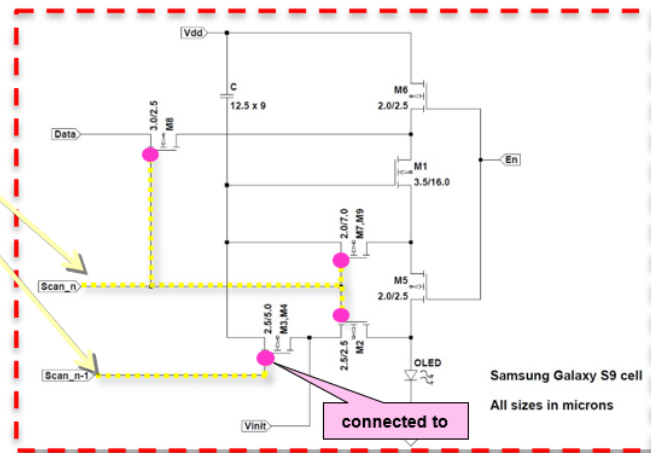 Vdd
C
12.5 x 9
M6
2.0/2.5
3.0/2.5
M8
Data
En
M1
3.5/16.0
2.0/7.0
M7,M9
Scan_n
M5
2.0/2.5
2.5/5.0
M3,M4
2.5/2.5
M2
OLED
Scan_n-1
Samsung Galaxy S9 cell
All sizes in microns
connected to
Vinit